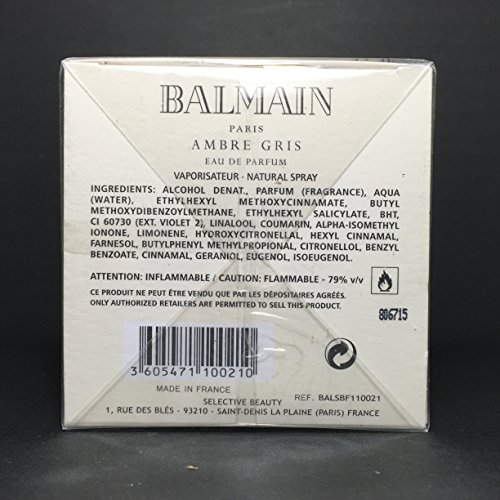 BALMAIN
PARIS
AMBRE GRIS
EAU DE PARFUM
VAPORISATEUR - NATURAL SPRAY
INGREDIENTS: ALCOHOL DENAT., PARFUM (FRAGRANCE), AQUA
(WATER), ETHYLHEXYL METHOXYCINNAMATE, BUTYL
METHOXYDIBENZOYLMETHANE, ETHYLHEXYL SALICYLATE, BHT,
CI 60730 (EXT. VIOLET 2), LINALOOL, COUMARIN, ALPHA-ISOMETHYL
IONONE, LIMONENE, HYDROXYCITRONELLAL, HEXYL CINNAMAL,
FARNESOL, BUTYLPHENYL METHYLPROPIONAL, CITRONELLOL, BENZYL
BENZOATE, CINNAMAL, GERANIOL, EUGENOL, ISOEUGENOL.
ATTENTION: INFLAMMABLE / CAUTION: FLAMMABLE - 79% v/v
CE PRODUIT NE PEUT ÊTRE VENDU QUE PAR LES DÉPOSITAIRES AGRÉÉS.
ONLY AUTHORIZED RETAILERS ARE PERMITTED TO SELL THIS PRODUCT.
806715
3 605471 100210
MADE IN FRANCE
SELECTIVE BEAUTY
REF. BALSBF110021
1, RUE DES BLÉS - 93210 - SAINT-DENIS LA PLAINE (PARIS) FRANCE